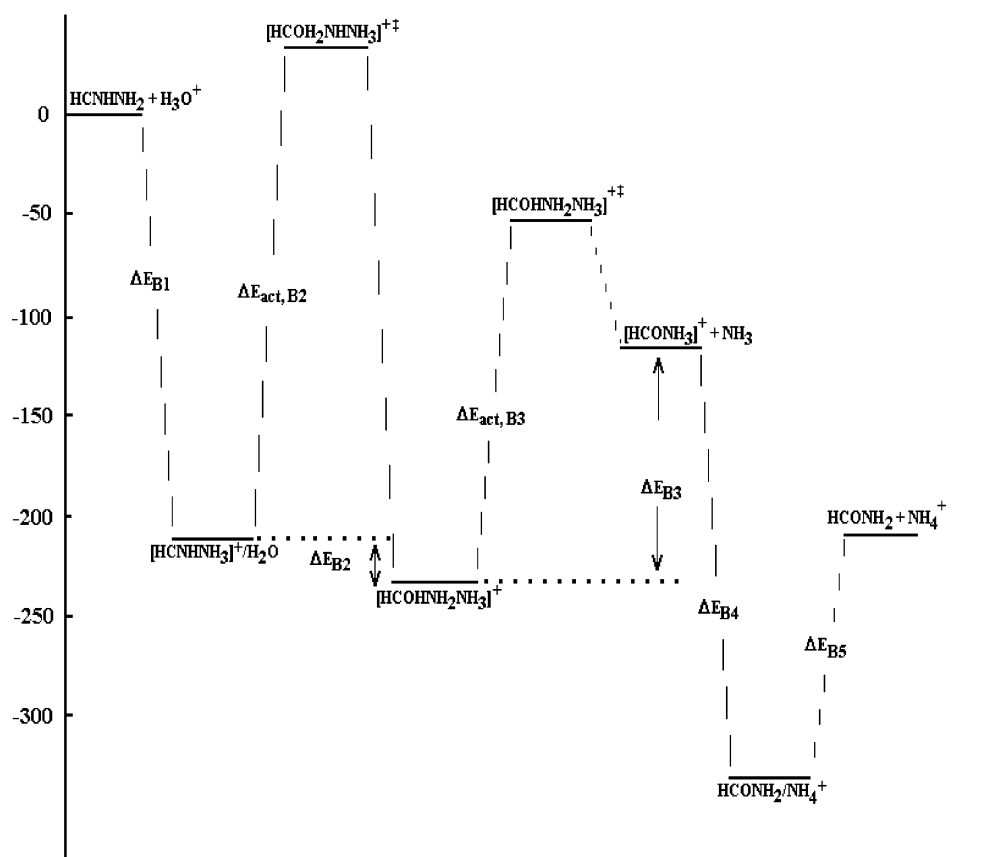 [HCOH2NHNH3]+‡
HCNHNH2 + H3O+
0
-50
[HCOHNH2NH3]+‡
ΔEB1
ΔEact, B2
-100
[HCONH3]+ + NH3
-150
ΔEact, B3
ΔEB3
-200
HCONH2 + NH4+
[HCNHNH3]+/H2O
ΔEB2
[HCOHNH2NH3]+
-250
ΔEB4
ΔEB5
-300
HCONH2/NH4+